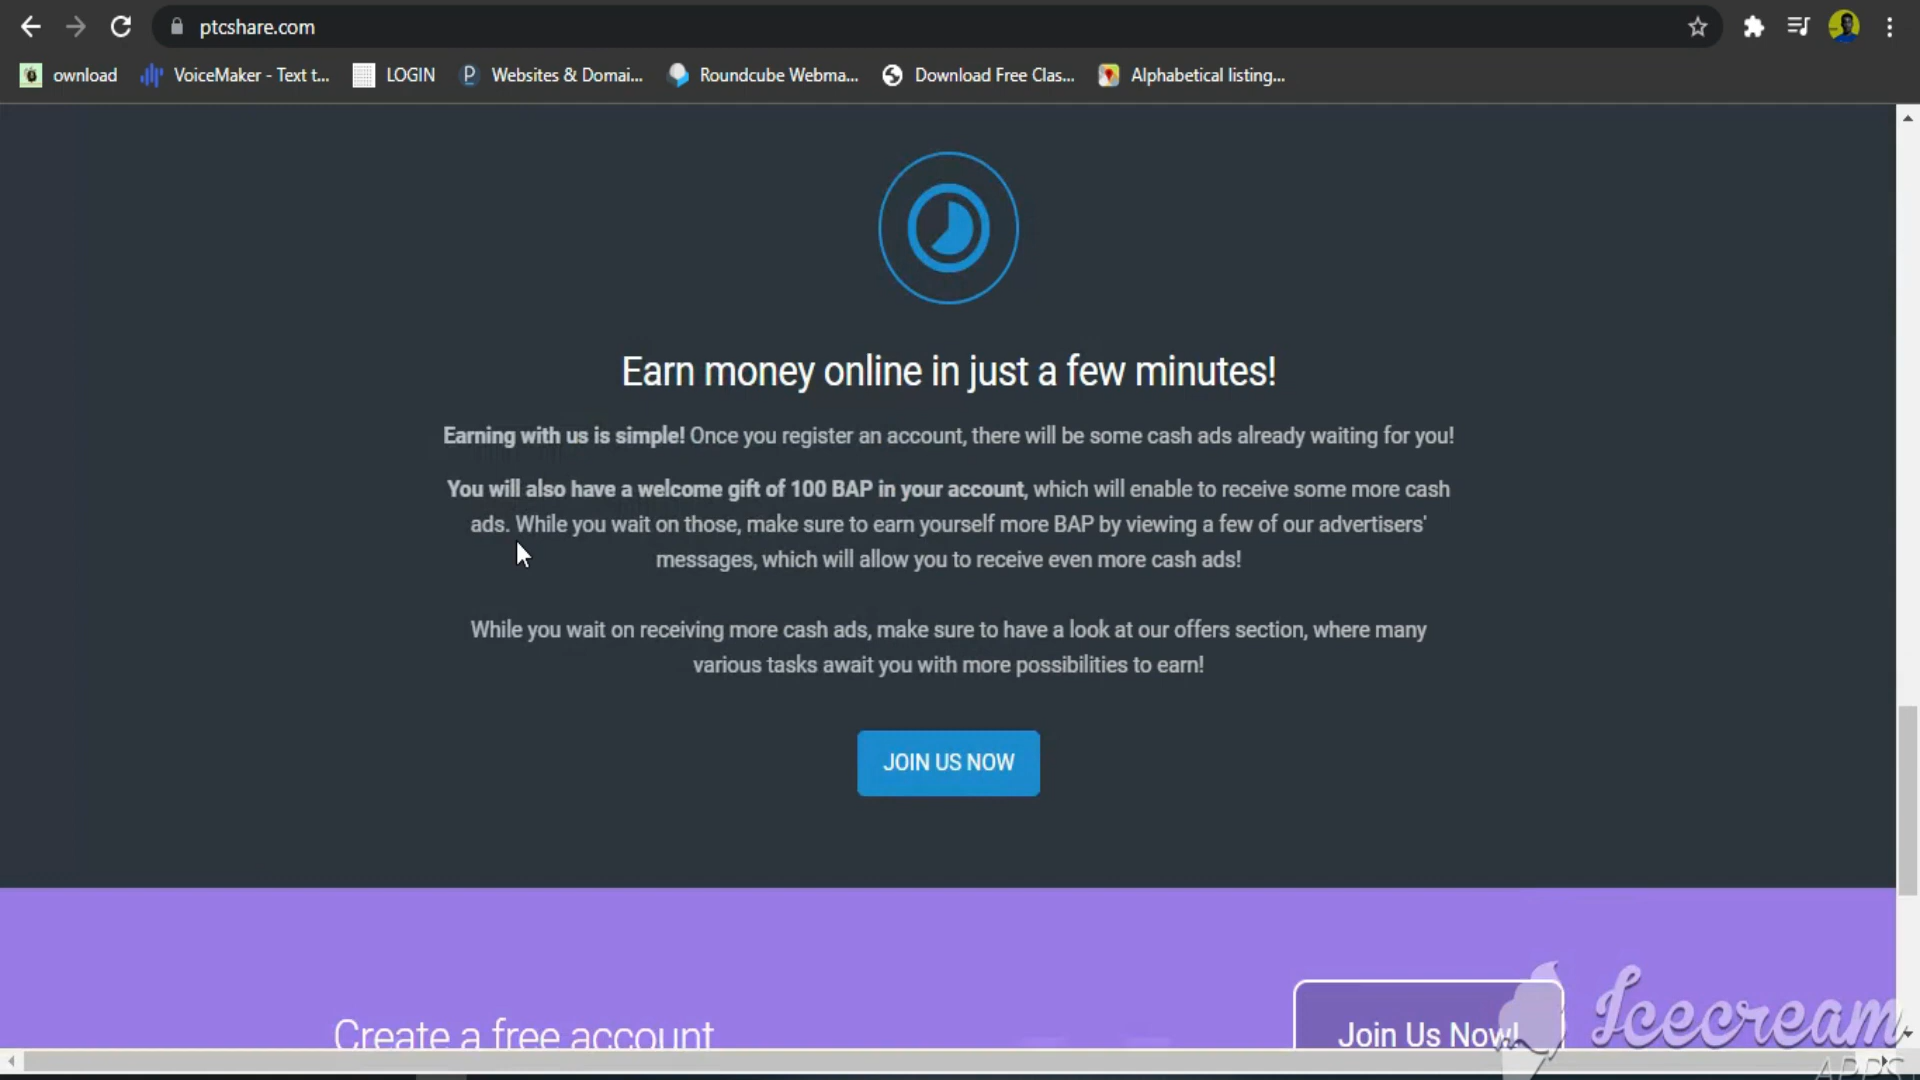 ptcshare.com
ownload
VoiceMaker - Text t...
LOGIN
Websites & Domai...
Roundcube Webma...
Download Free Clas...
Alphabetical listing...
Earn money online in just a few minutes!
Earning with us is simple! Once you register an account, there will be some cash ads already waiting for you!
You will also have a welcome gift of 100 BAP in your account, which will enable to receive some more cash
ads. While you wait on those, make sure to earn yourself more BAP by viewing a few of our advertisers'
messages, which will allow you to receive even more cash ads!
While you wait on receiving more cash ads, make sure to have a look at our offers section, where many
various tasks await you with more possibilities to earn!
JOIN US NOW
Create a free account
Join Us Now!
Icecream
APPS